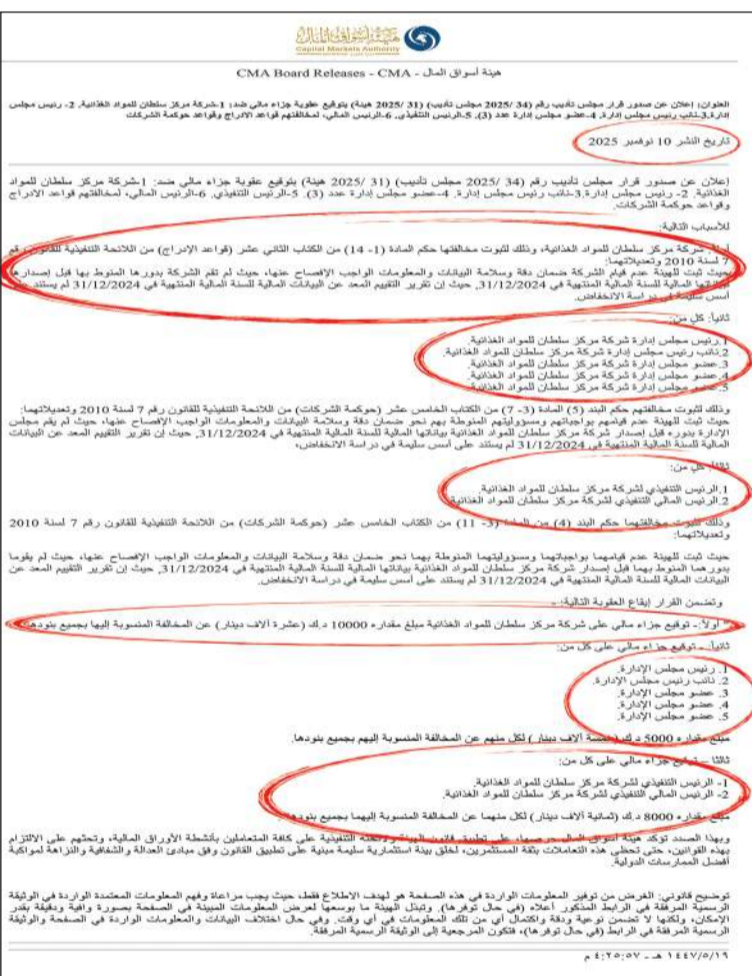 هيئة أسواق المال
Capital Markets Authority
هيئة أسواق المال - CMA Board Releases - CMA
العنوان: إعلان عن صدور قرار مجلس تأديب رقم (34 /2025 مجلس تأديب) (31 /2025 هيئة) بتوقيع عقوبة جزاء مالي ضد: 1-شركة مركز سلطان للمواد الغذائية. 2- رئيس مجلس
إدارة.3-نائب رئيس مجلس إدارة. 4-عضو مجلس إدارة عدد (3). 5-الرئيس التنفيذي. 6-الرئيس المالي، لمخالفتهم قواعد الادراج وقواعد حوكمة الشركات
تاريخ النشر 10 نوفمبر 2025
إعلان عن صدور قرار مجلس تأديب رقم (34 /2025 مجلس تأديب) (31 /2025 هيئة) بتوقيع عقوبة جزاء مالي ضد: 1-شركة مركز سلطان للمواد
الغذائية. 2- رئيس مجلس إدارة.3-نائب رئيس مجلس إدارة. 4-عضو مجلس إدارة عدد (3). 5-الرئيس التنفيذي. 6-الرئيس المالي، لمخالفتهم قواعد الادراج
وقواعد حوكمة الشركات.
للأسباب التالية:
أولاً: شركة مركز سلطان للمواد الغذائية، وذلك لثبوت مخالفتها حكم المادة (1- 14) من الكتاب الثاني عشر (قواعد الإدراج) من اللائحة التنفيذية للقانون رقم
7 لسنة 2010 وتعديلاتهما:
حيث ثبت للهيئة عدم قيام الشركة ضمان دقة وسلامة البيانات والمعلومات الواجب الإفصاح عنها، حيث لم تقم الشركة بدورها المنوط بها قبل إصدارها
لبياناتها المالية للسنة المالية المنتهية في 31/12/2024, حيث إن تقرير التقييم المعد عن البيانات المالية للسنة المالية المنتهية في 31/12/2024 لم يستند على
أسس سليمة في دراسة الانخفاض.
ثانياً: كل من:
1.رئيس مجلس إدارة شركة مركز سلطان للمواد الغذائية.
2.نائب رئيس مجلس إدارة شركة مركز سلطان للمواد الغذائية.
3.عضو مجلس إدارة شركة مركز سلطان للمواد الغذائية.
4.عضو مجلس إدارة شركة مركز سلطان للمواد الغذائية.
5.عضو مجلس إدارة شركة مركز سلطان للمواد الغذائية.
وذلك لثبوت مخالفتهم حكم البند (5) المادة (3- 7) من الكتاب الخامس عشر (حوكمة الشركات) من اللائحة التنفيذية للقانون رقم 7 لسنة 2010 وتعديلاتهما:
حيث ثبت للهيئة عدم قيامهم بواجباتهم ومسؤوليتهم المنوطة بهم نحو ضمان دقة وسلامة البيانات والمعلومات الواجب الإفصاح عنها، حيث لم يقم مجلس
الإدارة بدوره قبل إصدار شركة مركز سلطان للمواد الغذائية بياناتها المالية للسنة المالية المنتهية في 31/12/2024, حيث إن تقرير التقييم المعد عن البيانات
المالية للسنة المالية المنتهية في 31/12/2024 لم يستند على أسس سليمة في دراسة الانخفاض.
ثالثاً: كل من:
1.الرئيس التنفيذي لشركة مركز سلطان للمواد الغذائية.
2.الرئيس المالي التنفيذي لشركة مركز سلطان للمواد الغذائية.
وذلك لثبوت مخالفتهما حكم البند (4) من المادة (3- 11) من الكتاب الخامس عشر (حوكمة الشركات) من اللائحة التنفيذية للقانون رقم 7 لسنة 2010
وتعديلاتهما:
حيث ثبت للهيئة عدم قيامهما بواجباتهما ومسؤوليتهما المنوطة بهما نحو ضمان دقة وسلامة البيانات والمعلومات الواجب الإفصاح عنها، حيث لم يقوما
بدورهما المنوط بهما قبل إصدار شركة مركز سلطان للمواد الغذائية بياناتها المالية للسنة المالية المنتهية في 31/12/2024, حيث إن تقرير التقييم المعد عن
البيانات المالية للسنة المالية المنتهية في 31/12/2024 لم يستند على أسس سليمة في دراسة الانخفاض.
وتضمن القرار إيقاع العقوبة التالية: -
" أولاً:- توقيع جزاء مالي على شركة مركز سلطان للمواد الغذائية مبلغ مقداره 10000 د.ك (عشرة آلاف دينار) عن المخالفة المنسوبة إليها بجميع بنودها.
ثانياً: - توقيع جزاء مالي على كل من:
1. رئيس مجلس الإدارة.
2. نائب رئيس مجلس الإدارة.
3. عضو مجلس الإدارة.
4. عضو مجلس الإدارة.
5. عضو مجلس الإدارة.
مبلغ مقداره 5000 د.ك (خمسة آلاف دينار ) لكل منهم عن المخالفة المنسوبة إليهم بجميع بنودها.
ثالثا – توقيع جزاء مالي على كل من:
1- الرئيس التنفيذي لشركة مركز سلطان للمواد الغذائية.
2- الرئيس المالي التنفيذي لشركة مركز سلطان للمواد الغذائية.
مبلغ مقداره 8000 د.ك (ثمانية آلاف دينار) لكل منهما عن المخالفة المنسوبة إليهما بجميع بنودها
وبهذا الصدد تؤكد هيئة أسواق المال حرصها، على تطبيق قانون الهيئة ولائحته التنفيذية على كافة المتعاملين بأنشطة الأوراق المالية، وتحثهم على الالتزام
بهذه القوانين، حتى تحظى هذه التعاملات بثقة المستثمرين، لخلق بيئة استثمارية سليمة مبنية على تطبيق القانون وفق مبادئ العدالة والشفافية والنزاهة لمواكبة
أفضل الممارسات الدولية.
توضيح قانوني: الغرض من توفير المعلومات الواردة في هذه الصفحة هو لهدف الاطلاع فقط، حيث يجب مراعاة وفهم المعلومات المعتمدة الواردة في الوثيقة
الرسمية المرفقة في الرابط المذكور أعلاه (في حال توفرها). وتبذل الهيئة ما بوسعها لعرض المعلومات المبينة في الصفحة بصورة وافية ودقيقة بقدر
الإمكان، ولكنها لا تضمن نوعية ودقة واكتمال أي من تلك المعلومات في أي وقت. وفي حال اختلاف البيانات والمعلومات الواردة في الصفحة والوثيقة
الرسمية المرفقة في الرابط (في حال توفرها)، فتكون المرجعية إلى الوثيقة الرسمية المرفقة.
١٤٤٧/٥/١٩ هـ - ٤:٢٥:٥٧ م